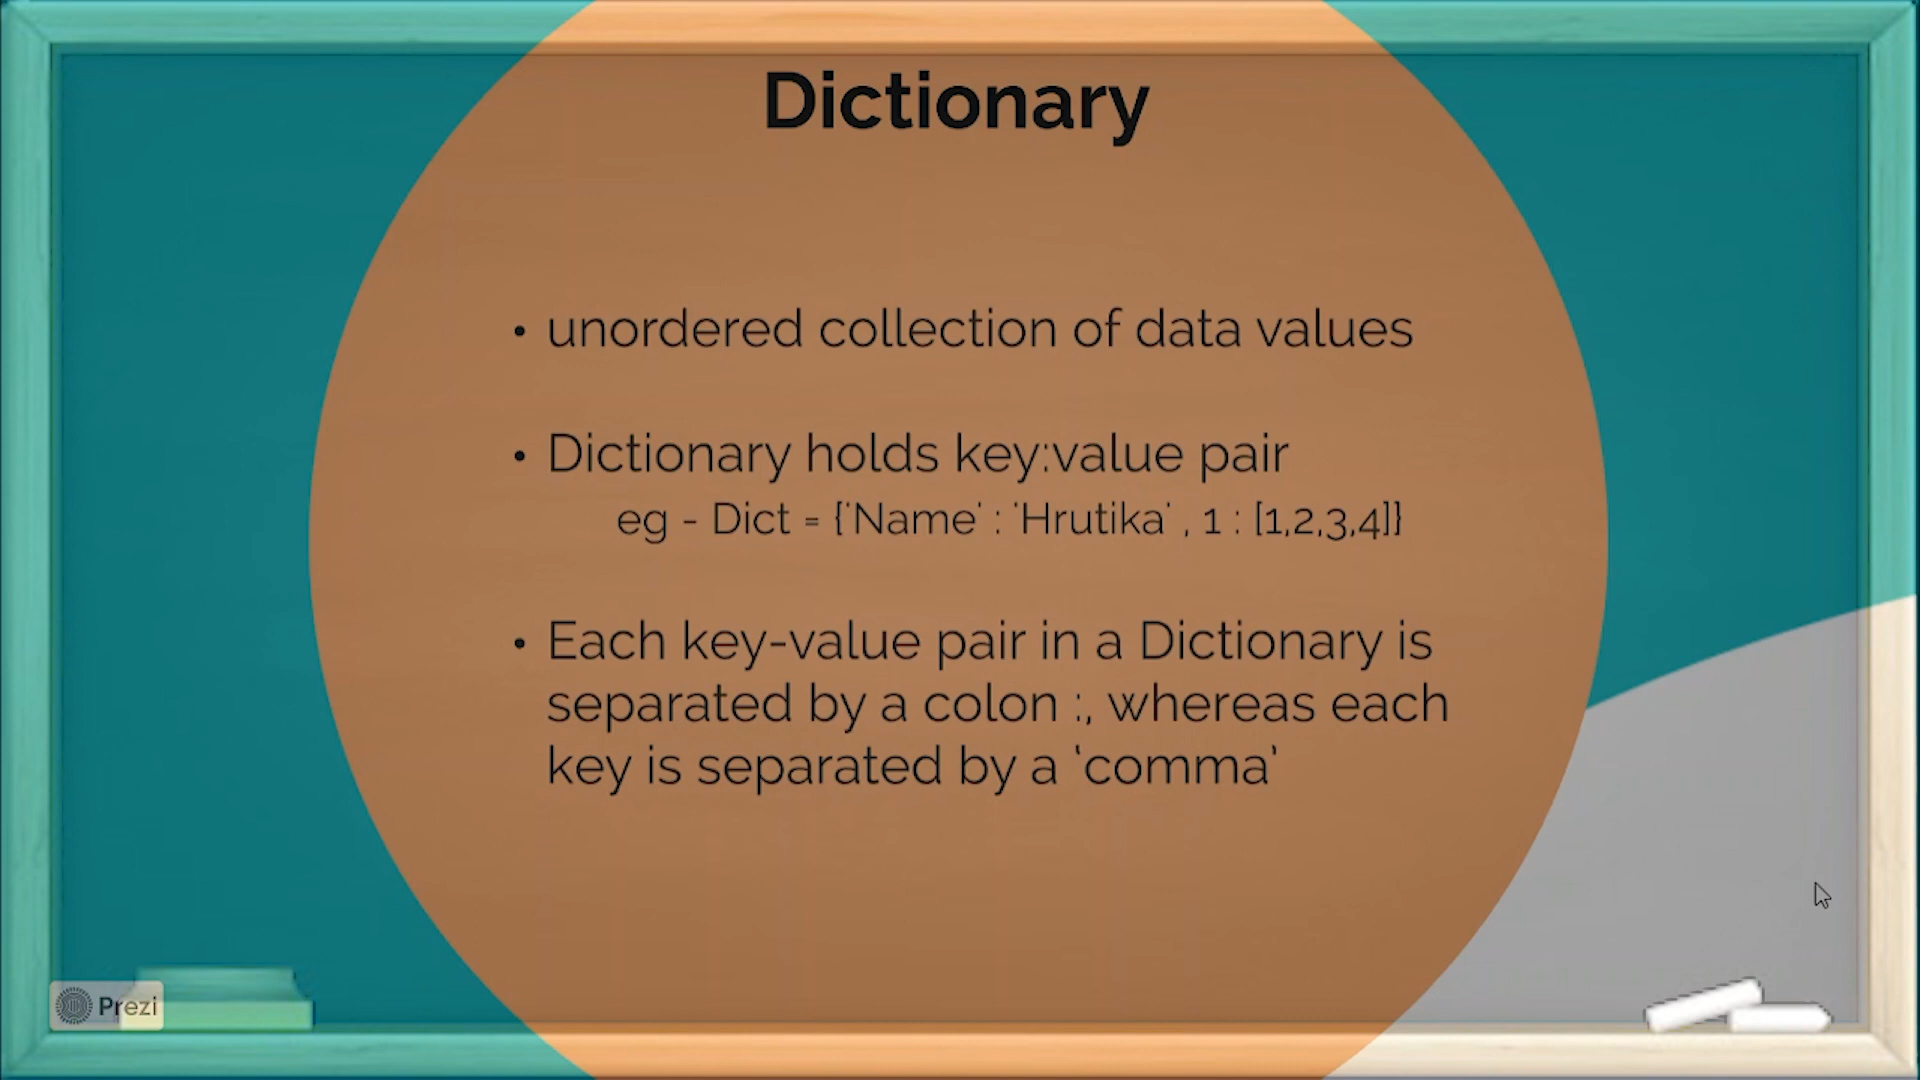 Dictionary
• unordered collection of data values
• Dictionary holds key:value pair
eg - Dict = {'Name' : 'Hrutika' , 1 : [1,2,3,4]}
• Each key-value pair in a Dictionary is
separated by a colon :, whereas each
key is separated by a 'comma'
Prezi